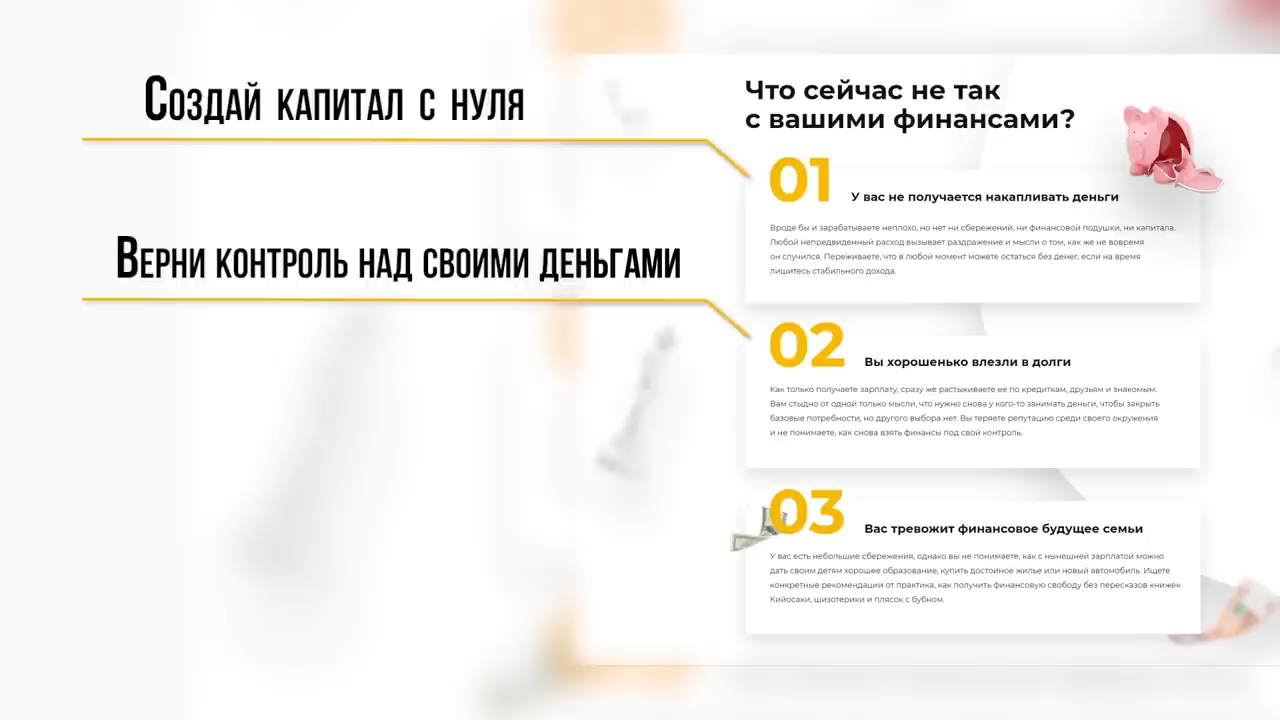 Создай капитал с нуля
Верни контроль над своими деньгами
Что сейчас не так
с вашими финансами?
01
У вас не получается накапливать деньги
Вроде бы и зарабатываете неплохо, но нет ни сбережений, ни финансовой подушки, ни капитала.
Любой непредвиденный расход вызывает раздражение и мысли о том, как же не вовремя
он случился. Переживаете, что в любой момент можете остаться без денег, если на время
лишитесь стабильного дохода.
02
Вы хорошенько влезли в долги
Как только получаете зарплату, сразу же растыкиваете ее по кредиткам, друзьям и знакомым.
Вам стыдно от одной только мысли, что нужно снова у кого-то занимать деньги, чтобы закрыть
базовые потребности, но другого выбора нет. Вы теряете репутацию среди своего окружения
и не понимаете, как снова взять финансы под свой контроль.
03
Вас тревожит финансовое будущее семьи
У вас есть небольшие сбережения, однако вы не понимаете, как с нынешней зарплатой можно
дать своим детям хорошее образование, купить достойное жилье или новый автомобиль. Ищете
конкретные рекомендации от практика, как получить финансовую свободу без пересказов книжек
Кийосаки, шизотерики и плясок с бубном.